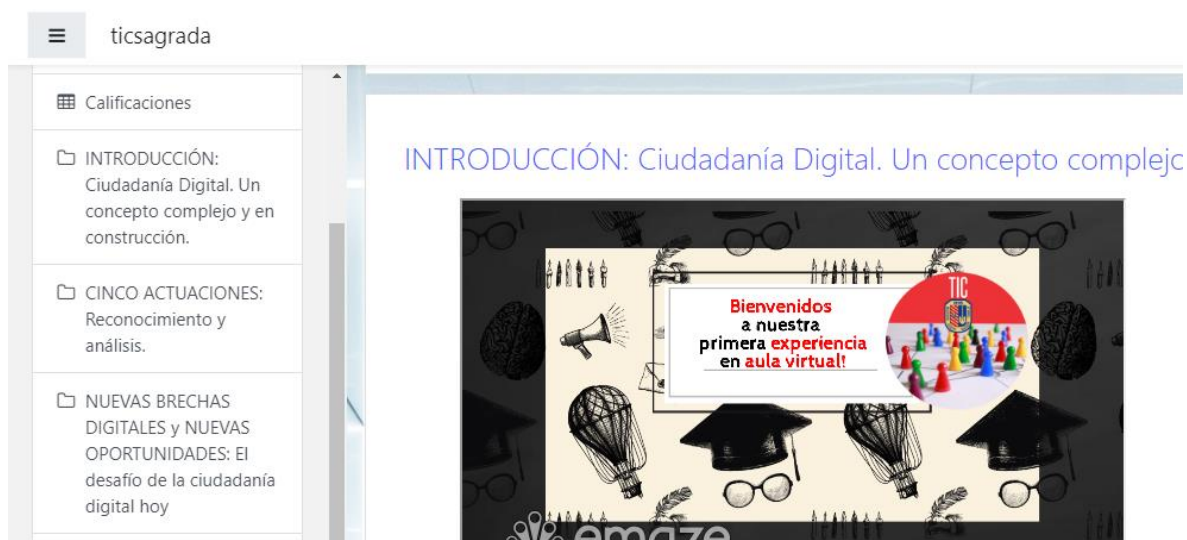 ticsagrada
Calificaciones
INTRODUCCIÓN:
Ciudadanía Digital. Un
concepto complejo y en
construcción.
CINCO ACTUACIONES:
Reconocimiento y
análisis.
NUEVAS BRECHAS
DIGITALES y NUEVAS
OPORTUNIDADES: El
desafío de la ciudadanía
digital hoy
INTRODUCCIÓN: Ciudadanía Digital. Un concepto complejo
Bienvenidos
a nuestra
primera experiencia
en aula virtual!
TIC
emaze